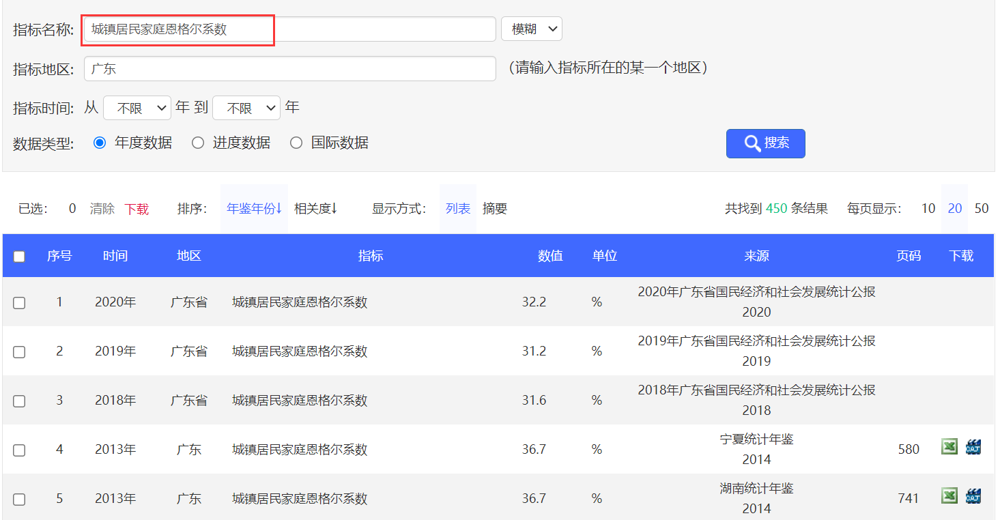 指标名称: 城镇居民家庭恩格尔系数 模糊
指标地区: 广东 （请输入指标所在的某一个地区）
指标时间: 从 不限 年 到 不限 年
数据类型: 年度数据 进度数据 国际数据 搜索
已选： 0 清除 下载 排序： 年鉴年份↓ 相关度↓ 显示方式： 列表 摘要 共找到 450 条结果 每页显示： 10 20 50
序号 时间 地区 指标 数值 单位 来源 页码 下载
1 2020年 广东省 城镇居民家庭恩格尔系数 32.2 % 2020年广东省国民经济和社会发展统计公报
2020
2 2019年 广东省 城镇居民家庭恩格尔系数 31.2 % 2019年广东省国民经济和社会发展统计公报
2019
3 2018年 广东省 城镇居民家庭恩格尔系数 31.6 % 2018年广东省国民经济和社会发展统计公报
2018
4 2013年 广东 城镇居民家庭恩格尔系数 36.7 % 宁夏统计年鉴 580 CAJ
2014
5 2013年 广东 城镇居民家庭恩格尔系数 36.7 % 湖南统计年鉴 741 CAJ
2014